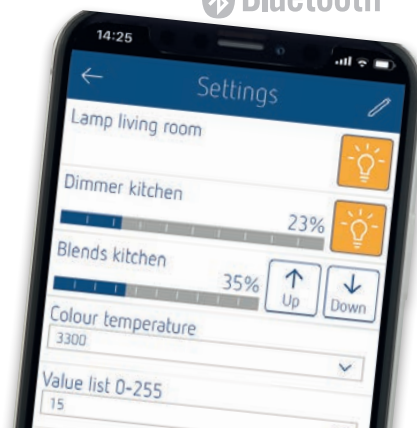 Bluetooth
14:25
Settings
Lamp living room
Dimmer kitchen
23%
Blends kitchen
35%
Up
Down
Colour temperature
3300
Value list 0-255
15